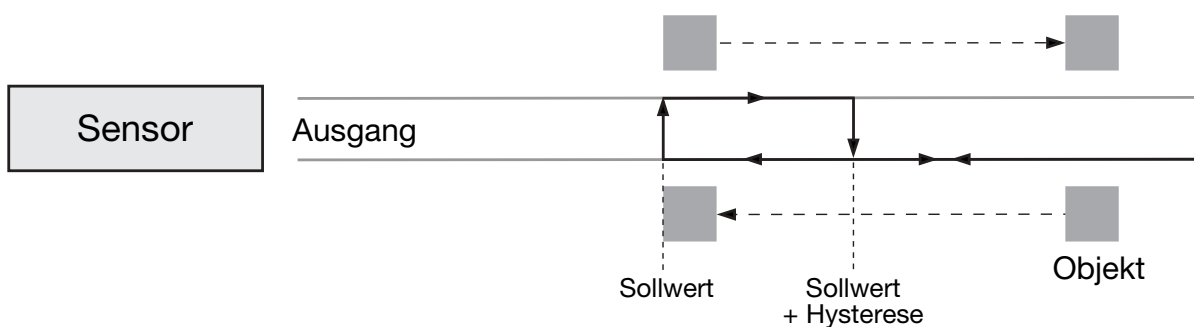 Sensor
Ausgang
Objekt
Sollwert
Sollwert
+ Hysterese